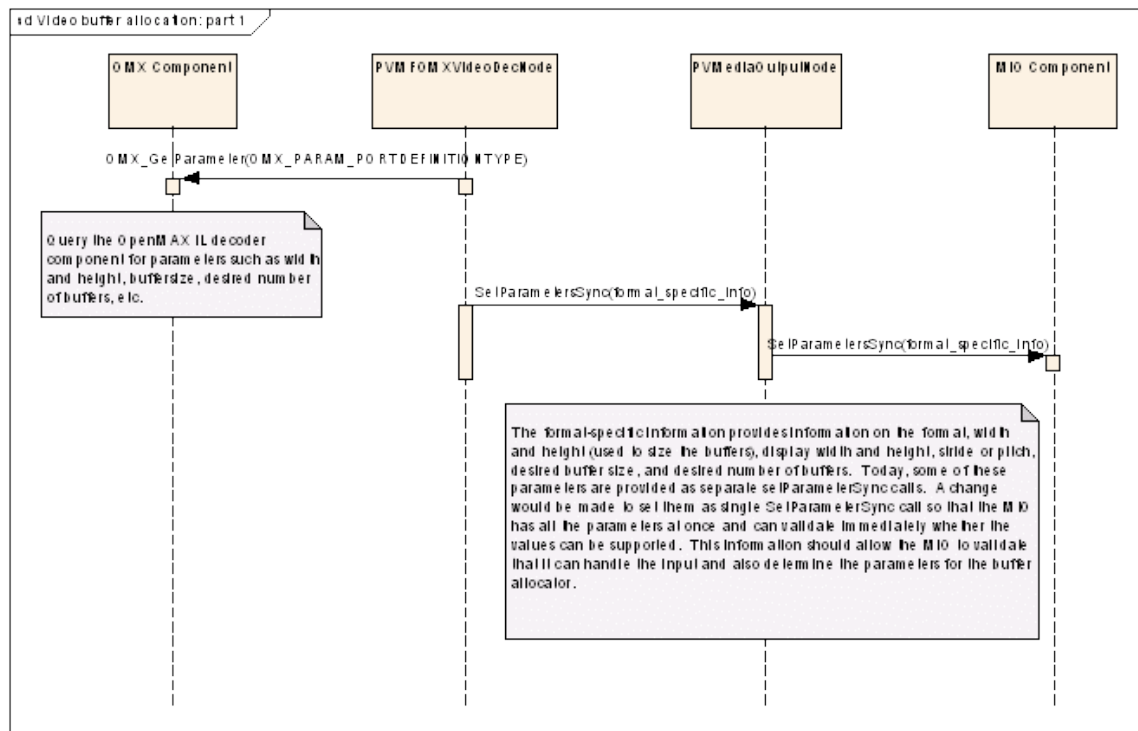 sd Video buffer allocation: part 1
OMX Component
PVMFOMXVideoDecNode
PVMediaOutputNode
MIO Component
OMX_GetParameter(OMX_PARAM_PORTDEFINITIONTYPE)
Query the OpenMAX IL decoder
component for parameters such as width
and height, buffersize, desired number
of buffers, etc.
SetParametersSync(format_specific_info)
SetParametersSync(format_specific_info)
The format-specific information provides information on the format, width
and height (used to size the buffers), display width and height, stride or pitch,
desired buffer size, and desired number of buffers. Today, some of these
parameters are provided as separate setParameterSync calls. A change
would be made to set them as single SetParameterSync call so that the MIO
has all the parameters at once and can validate immediately whether the
values can be supported. This information should allow the MIO to validate
that it can handle the input and also determine the parameters for the buffer
allocator.